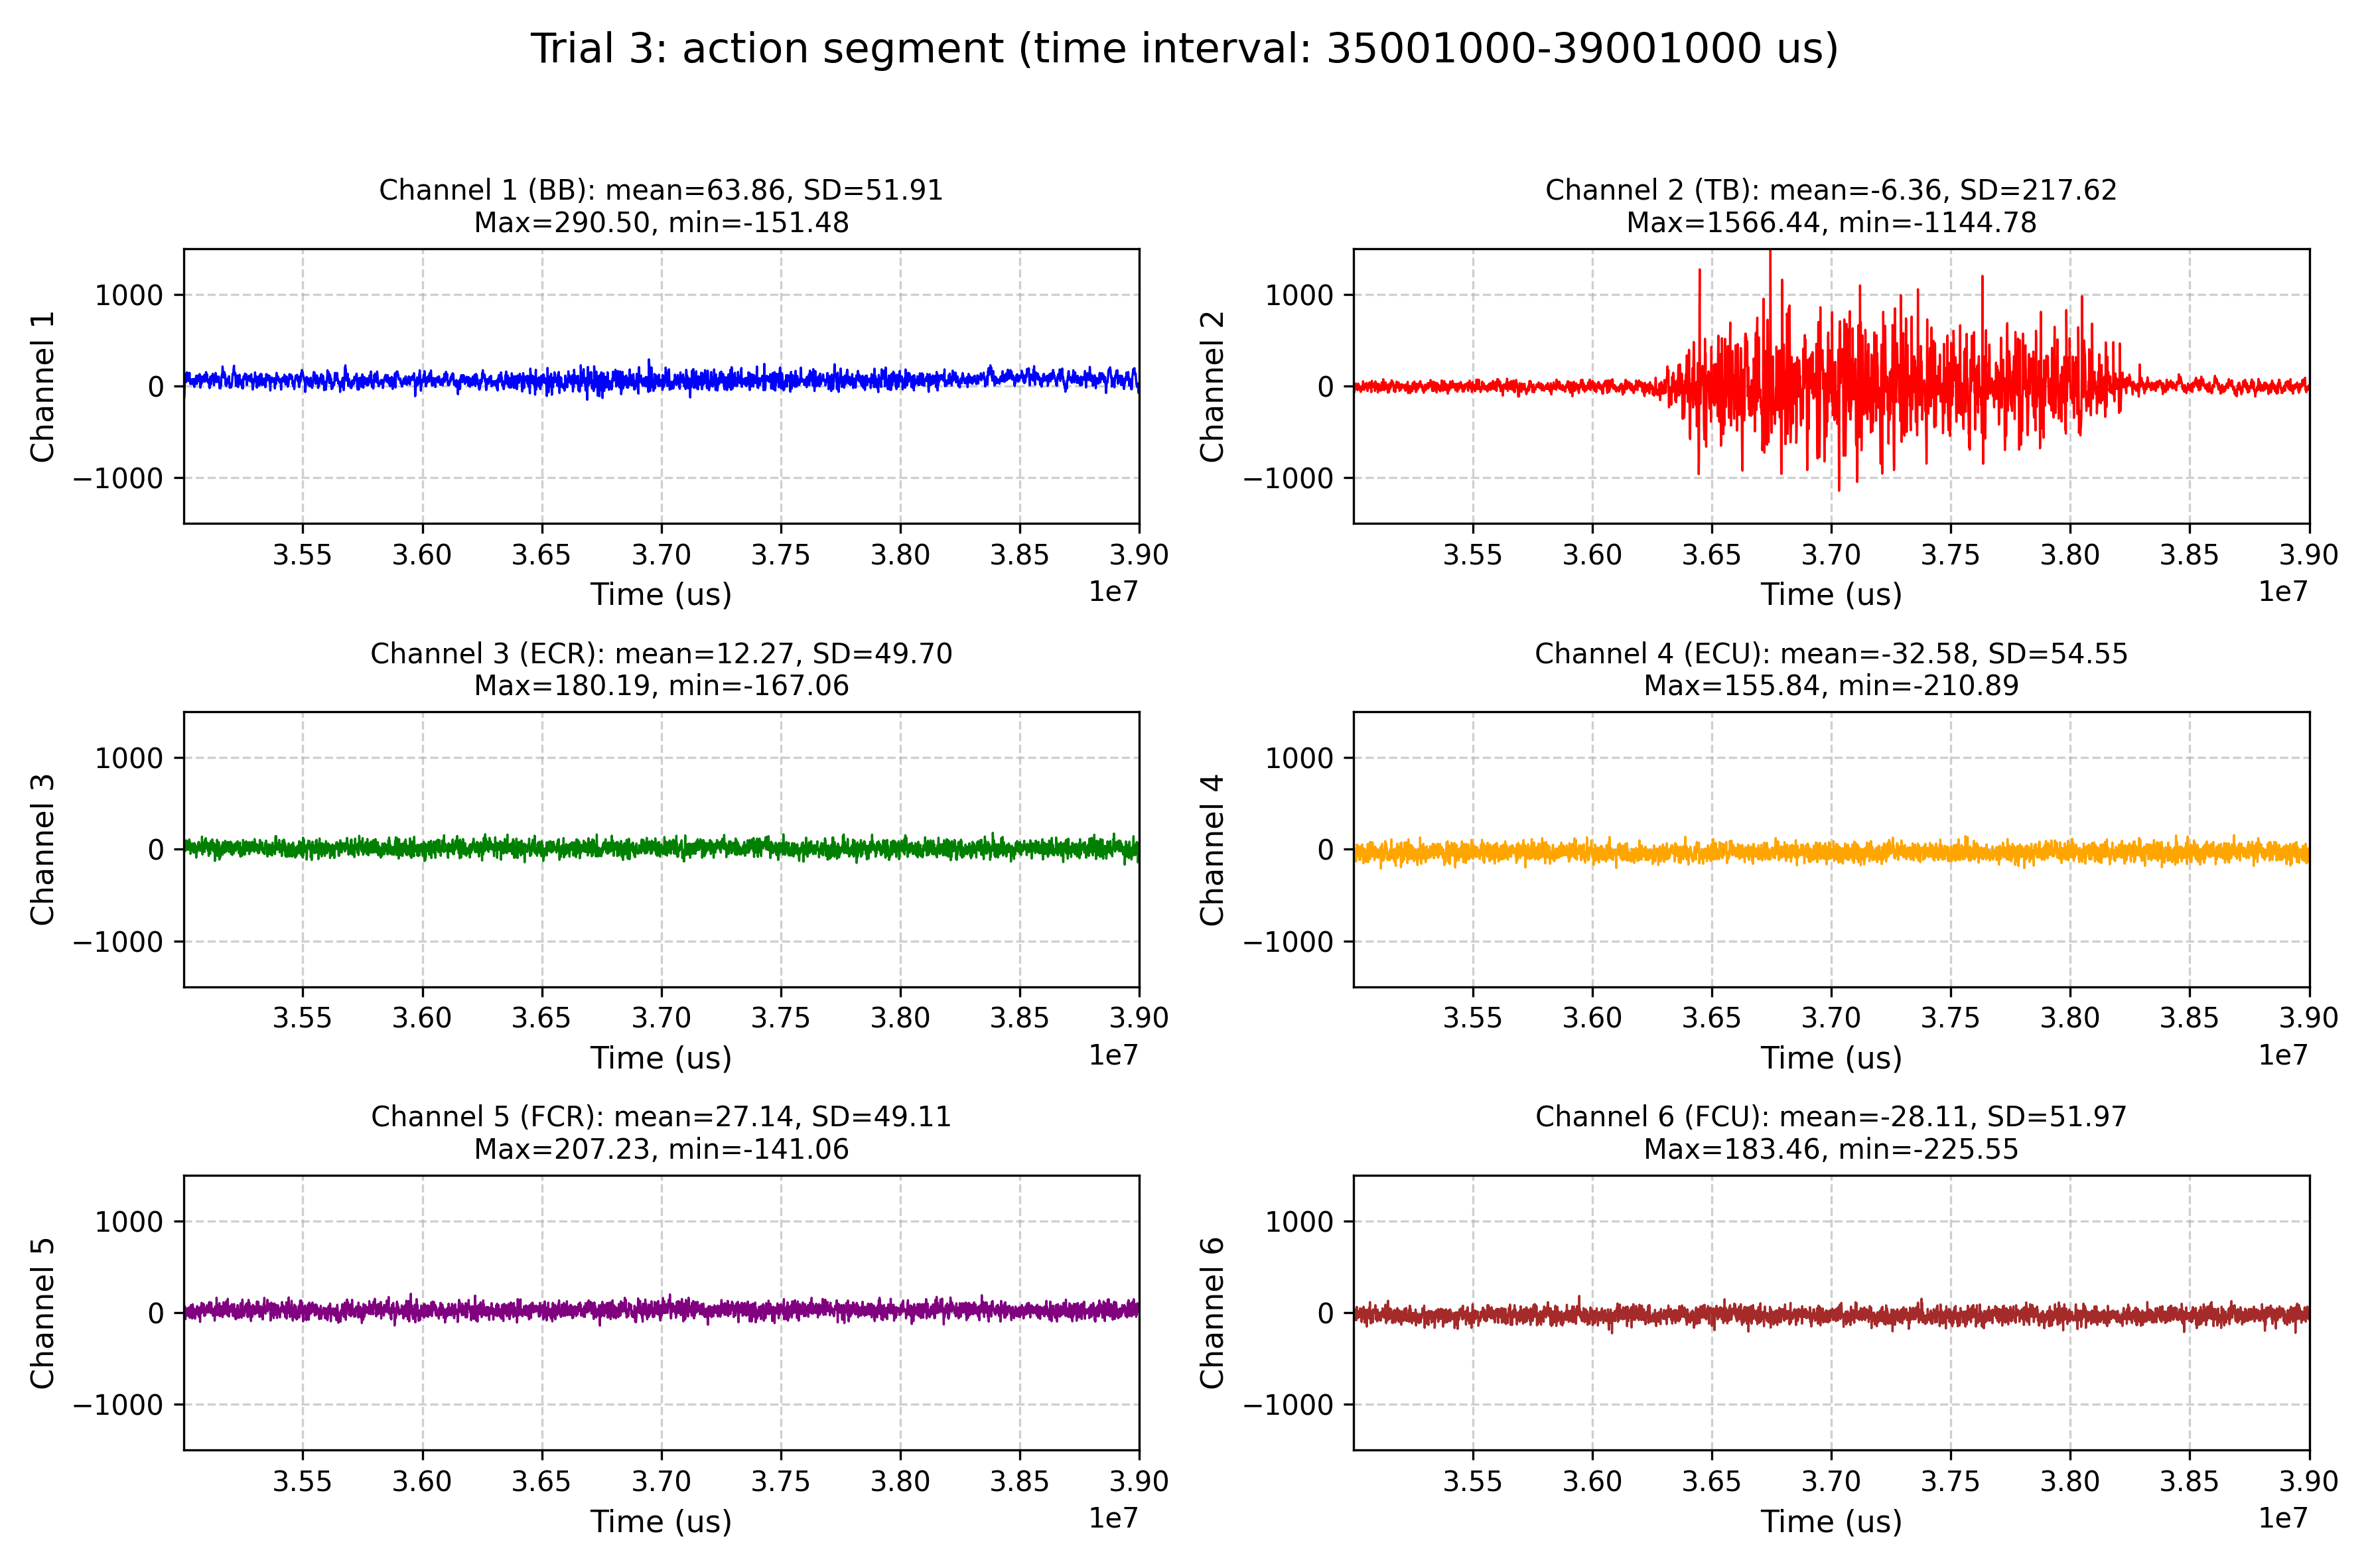 Trial 3: action segment (time interval: 35001000-39001000 us)
Channel 1 (BB): mean=63.86, SD=51.91
Max=290.50, min=-151.48
Channel 1
1000
0
−1000
3.55 3.60 3.65 3.70 3.75 3.80 3.85 3.90
Time (us)
1e7
Channel 2 (TB): mean=-6.36, SD=217.62
Max=1566.44, min=-1144.78
Channel 2
1000
0
−1000
3.55 3.60 3.65 3.70 3.75 3.80 3.85 3.90
Time (us)
1e7
Channel 3 (ECR): mean=12.27, SD=49.70
Max=180.19, min=-167.06
Channel 3
1000
0
−1000
3.55 3.60 3.65 3.70 3.75 3.80 3.85 3.90
Time (us)
1e7
Channel 4 (ECU): mean=-32.58, SD=54.55
Max=155.84, min=-210.89
Channel 4
1000
0
−1000
3.55 3.60 3.65 3.70 3.75 3.80 3.85 3.90
Time (us)
1e7
Channel 5 (FCR): mean=27.14, SD=49.11
Max=207.23, min=-141.06
Channel 5
1000
0
−1000
3.55 3.60 3.65 3.70 3.75 3.80 3.85 3.90
Time (us)
1e7
Channel 6 (FCU): mean=-28.11, SD=51.97
Max=183.46, min=-225.55
Channel 6
1000
0
−1000
3.55 3.60 3.65 3.70 3.75 3.80 3.85 3.90
Time (us)
1e7